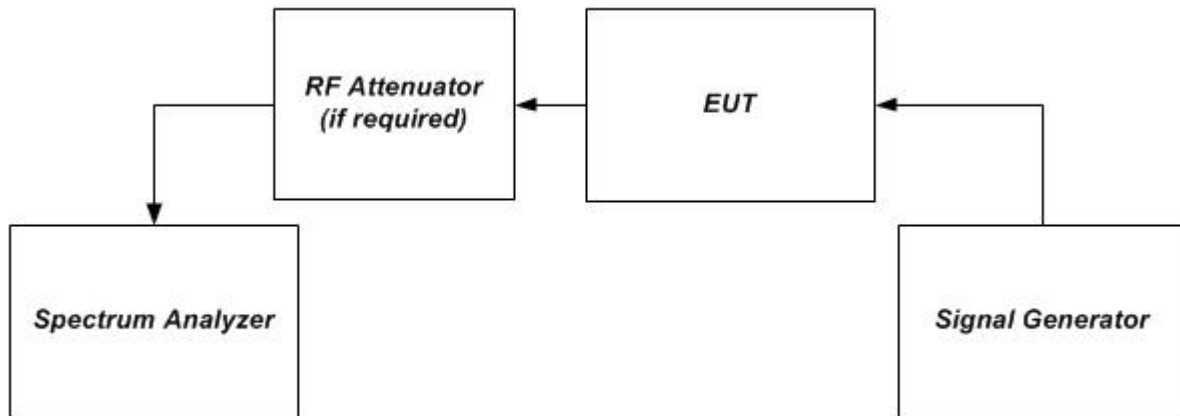 RF Attenuator
(if required)
EUT
Spectrum Analyzer
Signal Generator